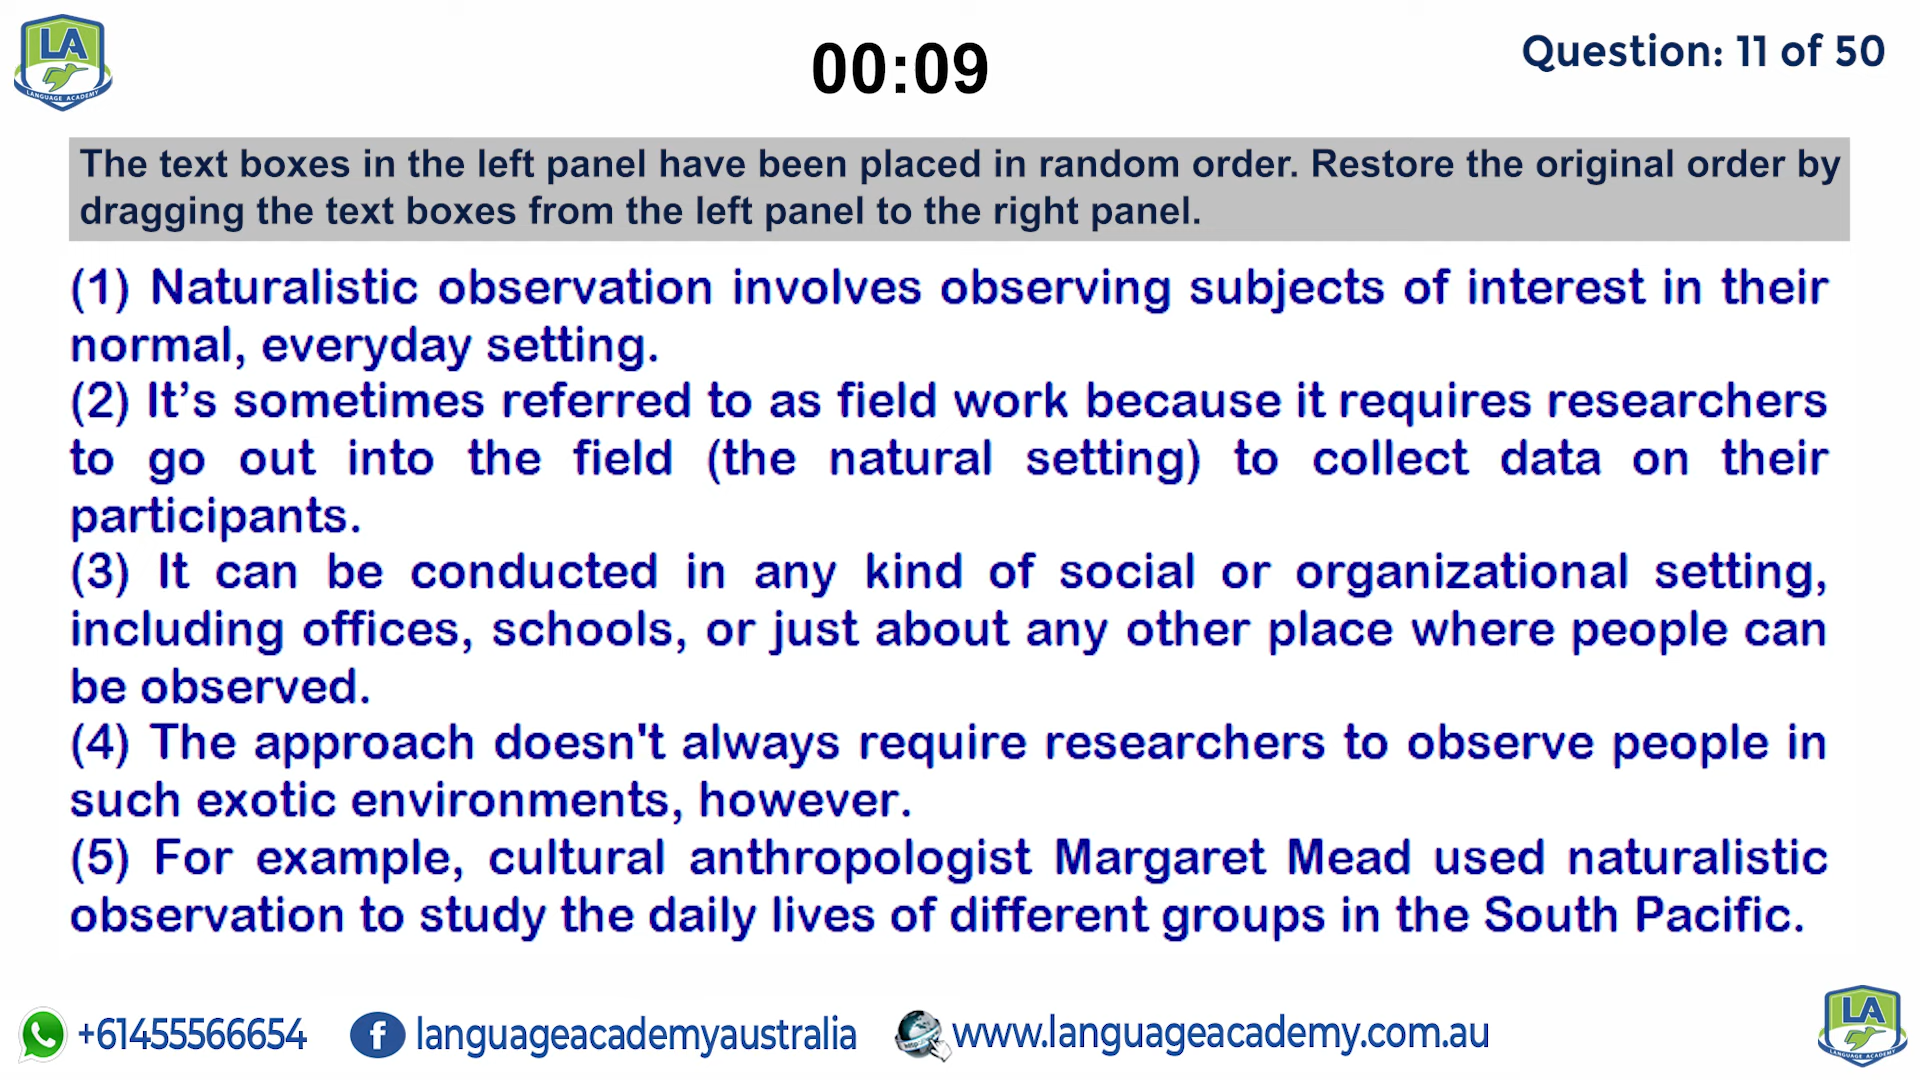 LA
LANGUAGE ACADEMY
00:09
Question: 11 of 50
The text boxes in the left panel have been placed in random order. Restore the original order by
dragging the text boxes from the left panel to the right panel.
(1) Naturalistic observation involves observing subjects of interest in their
normal, everyday setting.
(2) It’s sometimes referred to as field work because it requires researchers
to go out into the field (the natural setting) to collect data on their
participants.
(3) It can be conducted in any kind of social or organizational setting,
including offices, schools, or just about any other place where people can
be observed.
(4) The approach doesn't always require researchers to observe people in
such exotic environments, however.
(5) For example, cultural anthropologist Margaret Mead used naturalistic
observation to study the daily lives of different groups in the South Pacific.
+61455566654
f languageacademyaustralia
www.languageacademy.com.au
LA
LANGUAGE ACADEMY